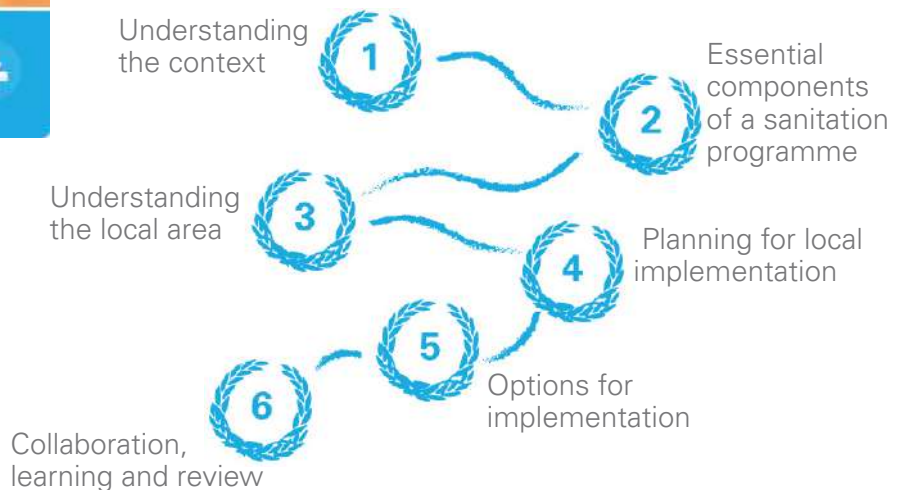 Understanding
the context
1
2
Essential
components
of a sanitation
programme
Understanding
the local area
3
4
Planning for local
implementation
5
Options for
implementation
6
Collaboration,
learning and review